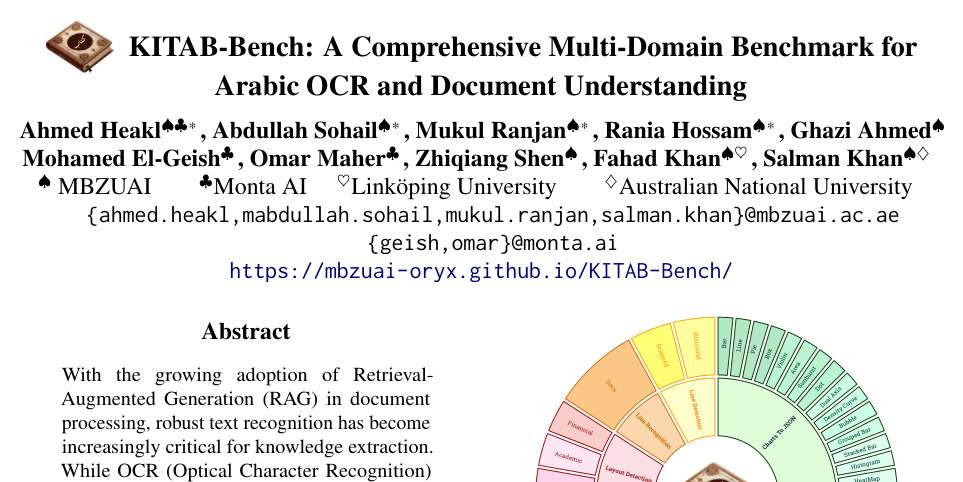 KITAB-Bench: A Comprehensive Multi-Domain Benchmark for
Arabic OCR and Document Understanding
Ahmed Heakl♠♣*, Abdullah Sohail♠*, Mukul Ranjan♠*, Rania Hossam♠*, Ghazi Ahmed♠
Mohamed El-Geish♣, Omar Maher♣, Zhiqiang Shen♠, Fahad Khan♠♡, Salman Khan♠♢
♠ MBZUAI ♣Monta AI ♡Linköping University ♢Australian National University
{ahmed.heakl,mabdullah.sohail,mukul.ranjan,salman.khan}@mbzuai.ac.ae
{geish,omar}@monta.ai
https://mbzuai-oryx.github.io/KITAB-Bench/
Abstract
With the growing adoption of Retrieval-
Augmented Generation (RAG) in document
processing, robust text recognition has become
increasingly critical for knowledge extraction.
While OCR (Optical Character Recognition)
Docs
Scanned
Historical
Financial
Academic
Line Recognition
Line Detection
Layout Detection
Charts To JSON
Bar
Line
Pie
Box
Violin
Area
Sunburst
Dot
Dual Axis
Density Curve
Bubble
Grouped Bar
Stacked Bar
Histogram
HeatMap